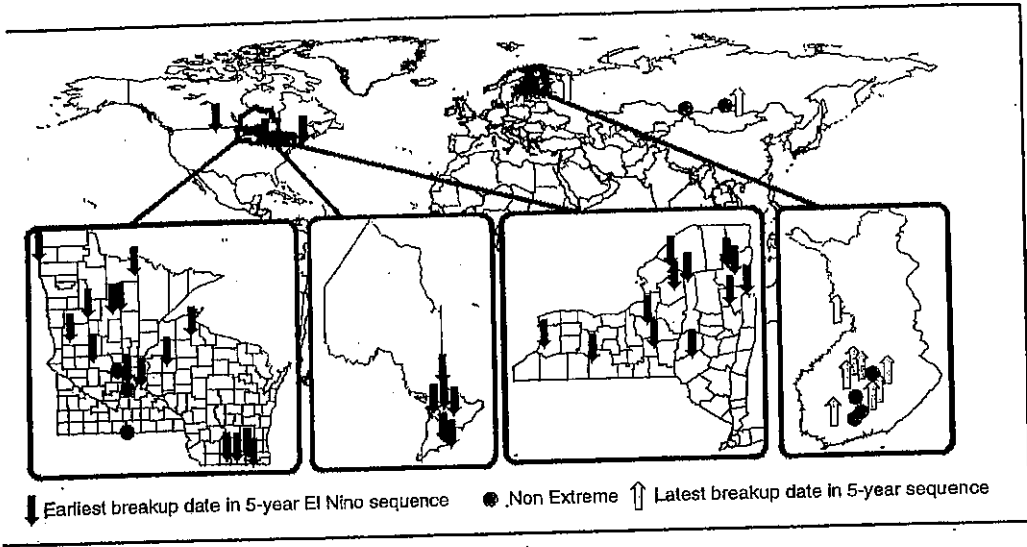 Earliest breakup date in 5-year El Nino sequence ● .Non Extreme ⇧ Latest breakup date in 5-year sequence